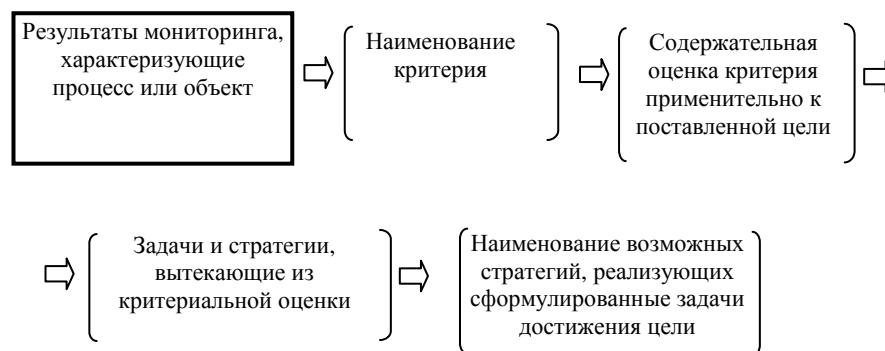 Результаты мониторинга,
характеризующие
процесс или объект
Наименование
критерия
Содержательная
оценка критерия
применительно к
поставленной цели
Задачи и стратегии,
вытекающие из
критериальной оценки
Наименование возможных
стратегий, реализующих
сформулированные задачи
достижения цели